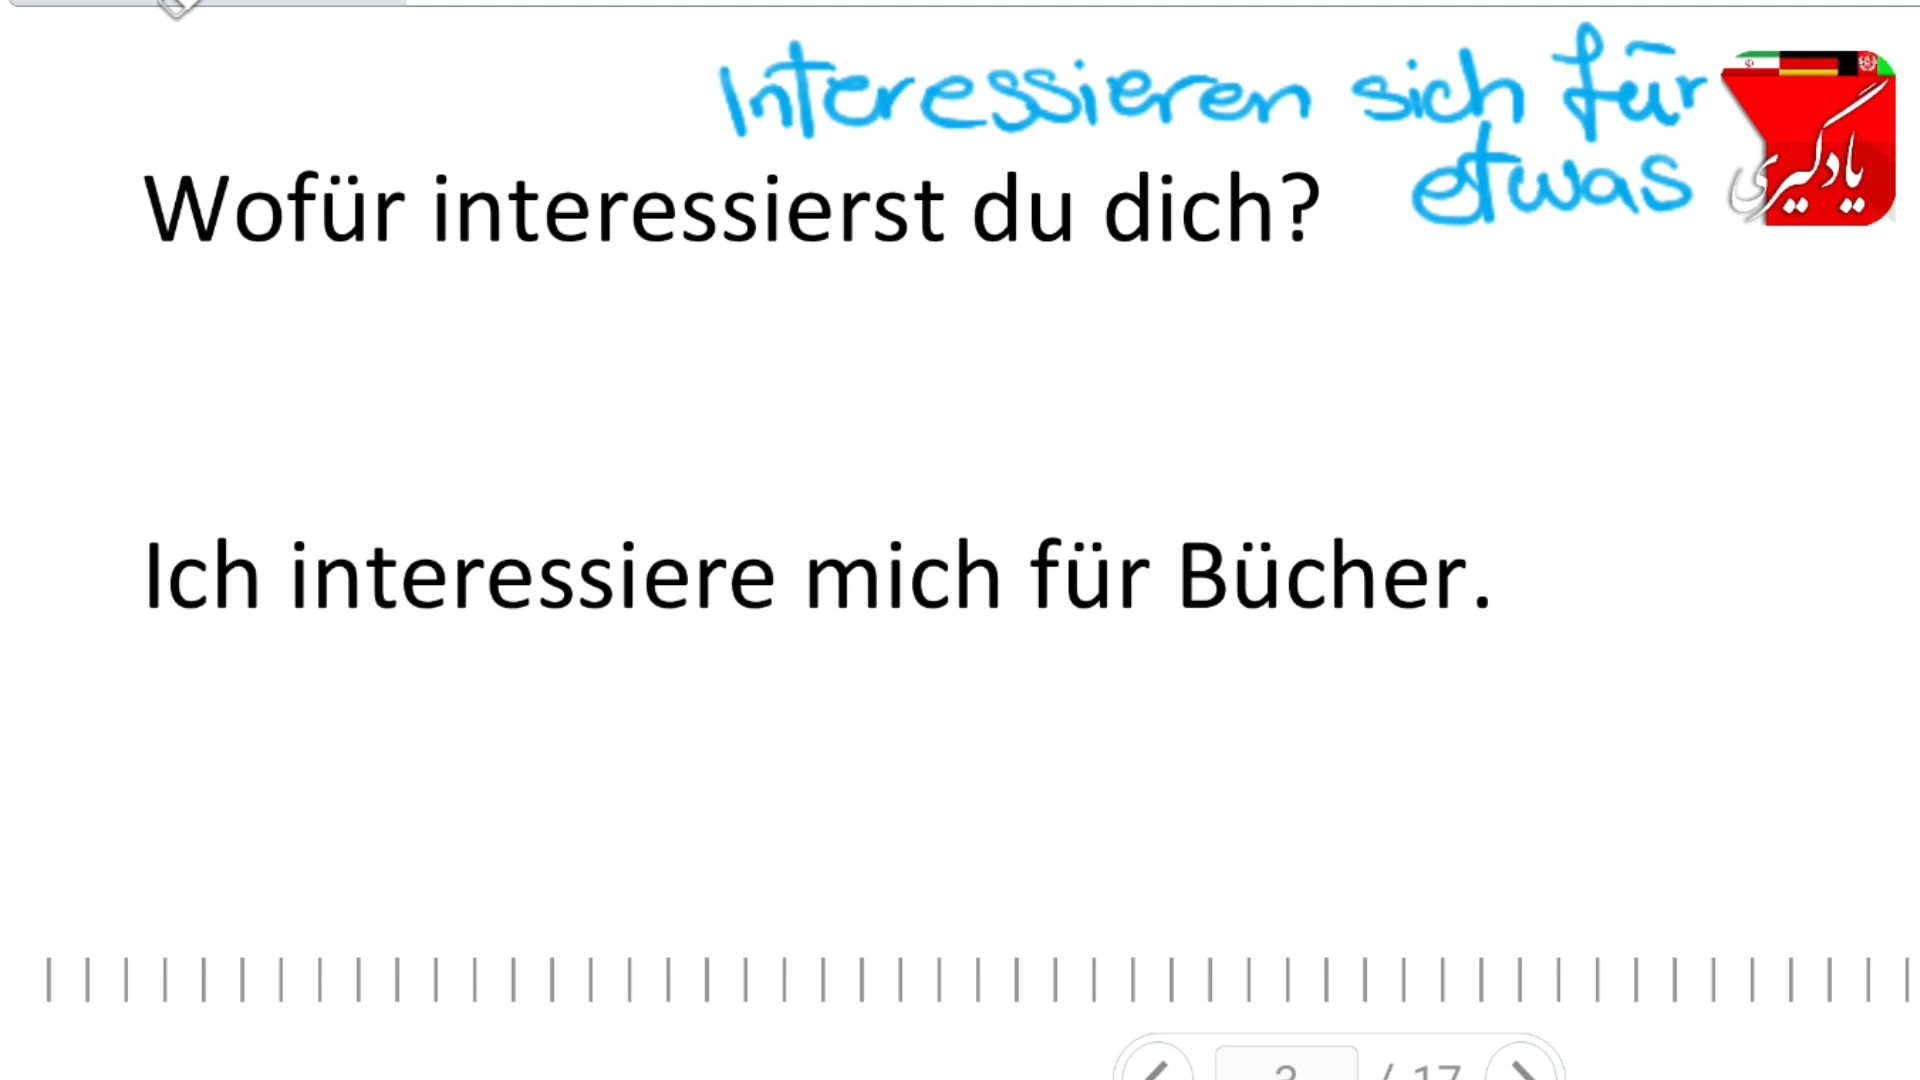 Interessieren sich für
etwas
یادگیری
Wofür interessierst du dich?
Ich interessiere mich für Bücher.
/ 17